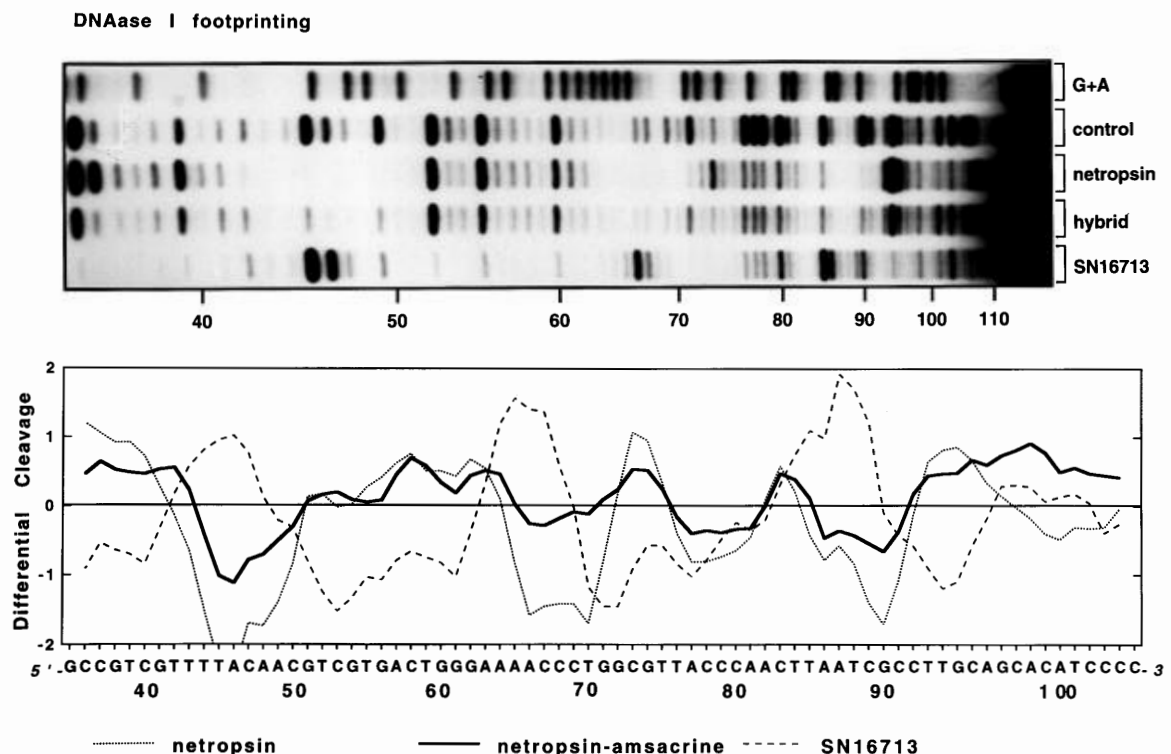 DNAase I footprinting
G+A
control
netropsin
hybrid
SN16713
40 50 60 70 80 90 100 110
Differential Cleavage
2
1
0
-1
-2
5'-GCCGTCGTTTTACAACGTCGTGACTGGGAAAACCCTGGCGTTACCCAACTTAATCGCCTTGCAGCACATCCCC-3
40 50 60 70 80 90 100
netropsin netropsin-amsacrine SN16713